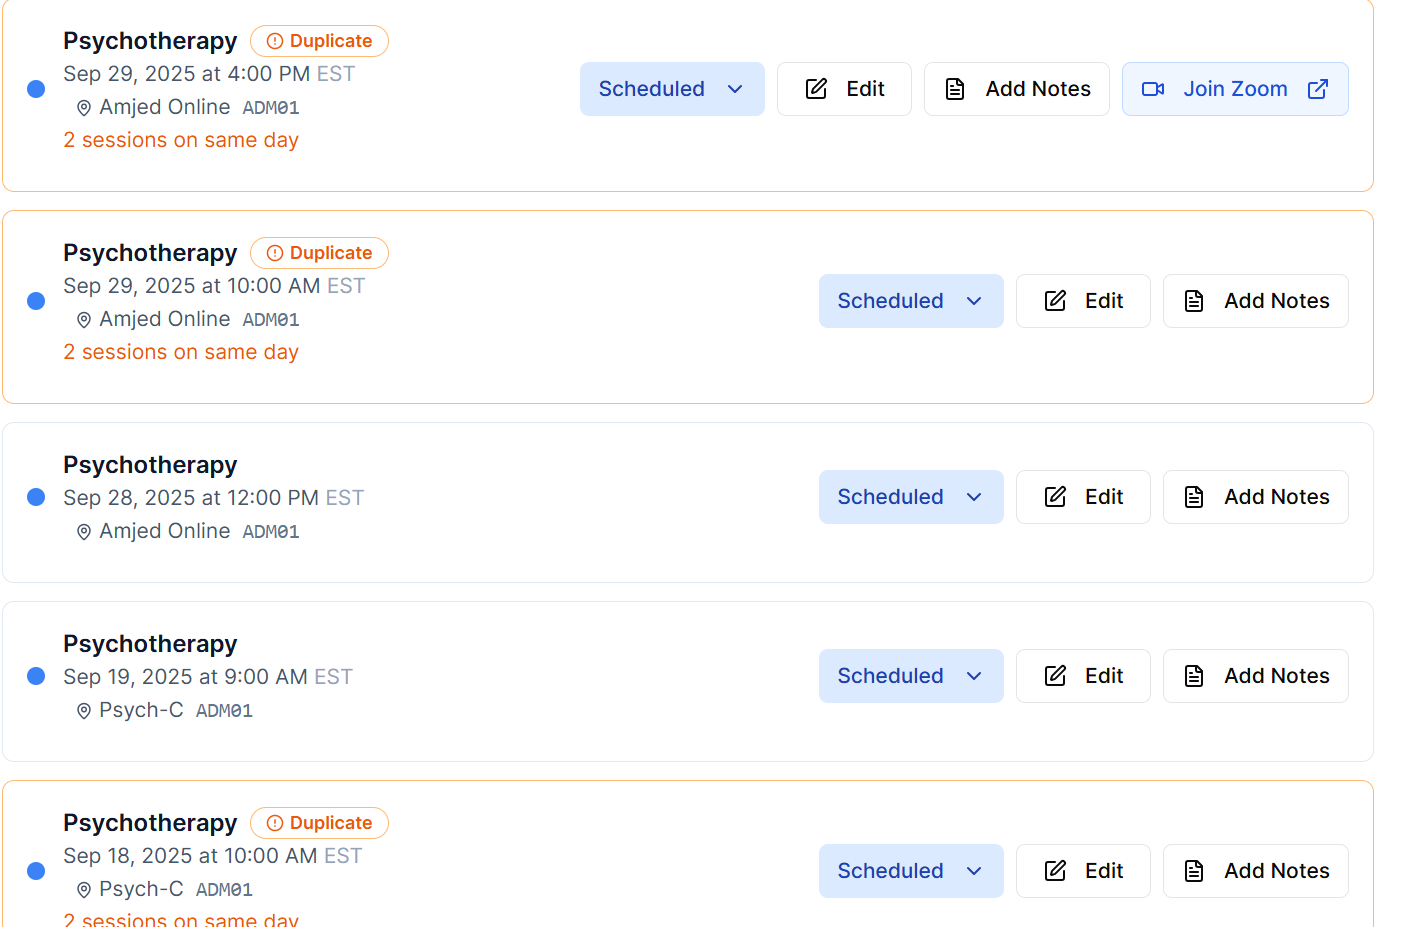 Psychotherapy Duplicate
Sep 29, 2025 at 4:00 PM EST
Amjed Online ADM01
2 sessions on same day
Scheduled Edit Add Notes Join Zoom
Psychotherapy Duplicate
Sep 29, 2025 at 10:00 AM EST
Amjed Online ADM01
2 sessions on same day
Scheduled Edit Add Notes
Psychotherapy
Sep 28, 2025 at 12:00 PM EST
Amjed Online ADM01
Scheduled Edit Add Notes
Psychotherapy
Sep 19, 2025 at 9:00 AM EST
Psych-C ADM01
Scheduled Edit Add Notes
Psychotherapy Duplicate
Sep 18, 2025 at 10:00 AM EST
Psych-C ADM01
2 sessions on same day
Scheduled Edit Add Notes